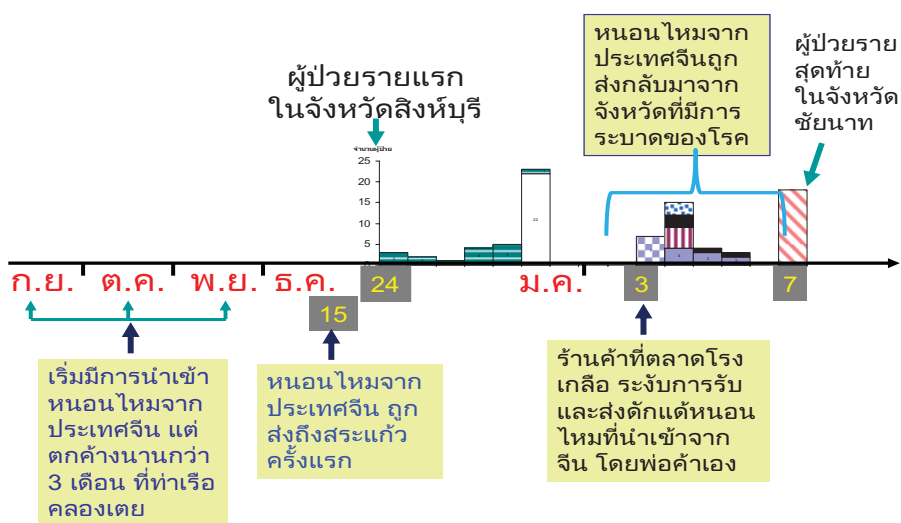 ผู้ป่วยรายแรก
ในจังหวัดสิงห์บุรี
หนอนไหมจาก
ประเทศจีนถูก
ส่งกลับมาจาก
จังหวัดที่มีการ
ระบาดของโรค
ผู้ป่วยราย
สุดท้าย
ในจังหวัด
ชัยนาท
จำนวนผู้ป่วย
25
20
15
10
5
22
ก.ย. ต.ค. พ.ย. ธ.ค. ม.ค.
15
24
3
7
เริ่มมีการนำเข้า
หนอนไหมจาก
ประเทศจีน แต่
ตกค้างนานกว่า
3 เดือน ที่ท่าเรือ
คลองเตย
หนอนไหมจาก
ประเทศจีน ถูก
ส่งถึงสระแก้ว
ครั้งแรก
ร้านค้าที่ตลาดโรง
เกลือ ระงับการรับ
และส่งดักแด้หนอน
ไหมที่นำเข้าจาก
จีน โดยพ่อค้าเอง